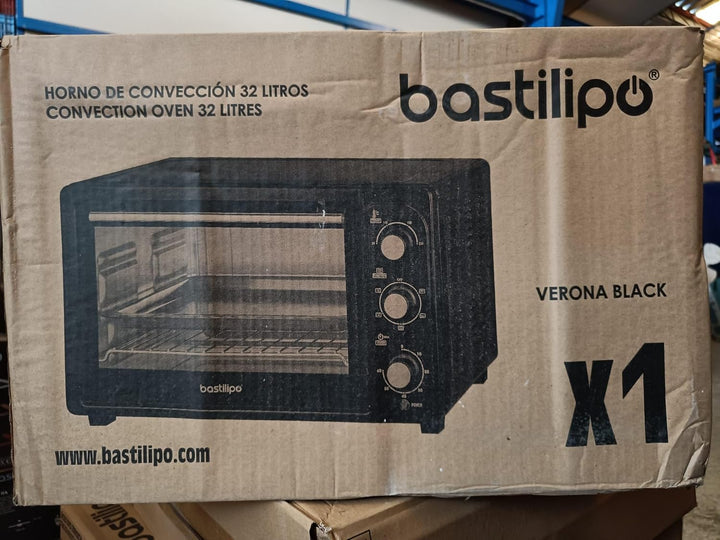 HORNO DE CONVECCIÓN 32 LITROS
CONVECTION OVEN 32 LITRES
bastilipo®
VERONA BLACK
bastilipo
X1
www.bastilipo.com